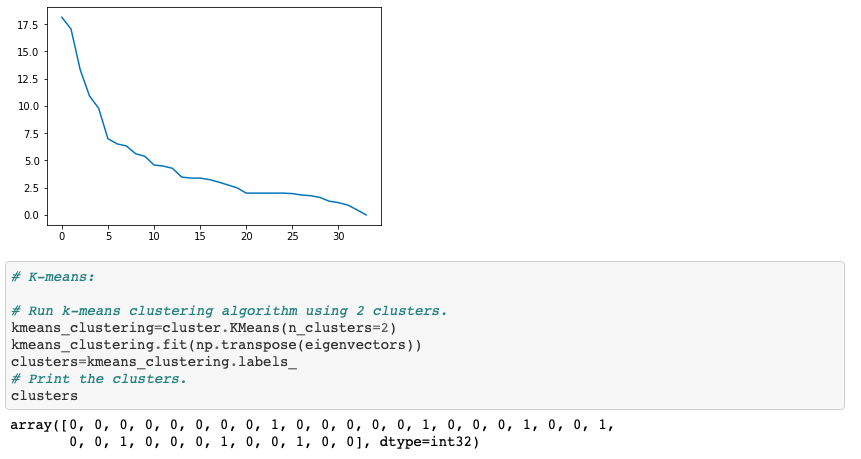 17.5
15.0
12.5
10.0
7.5
5.0
2.5
0.0
0 5 10 15 20 25 30
# K-means:
# Run k-means clustering algorithm using 2 clusters.
kmeans_clustering=cluster.KMeans(n_clusters=2)
kmeans_clustering.fit(np.transpose(eigenvectors))
clusters=kmeans_clustering.labels_
# Print the clusters.
clusters
array([0, 0, 0, 0, 0, 0, 0, 0, 1, 0, 0, 0, 0, 0, 1, 0, 0, 0, 1, 0, 0, 1,
0, 0, 1, 0, 0, 0, 1, 0, 0, 1, 0, 0], dtype=int32)